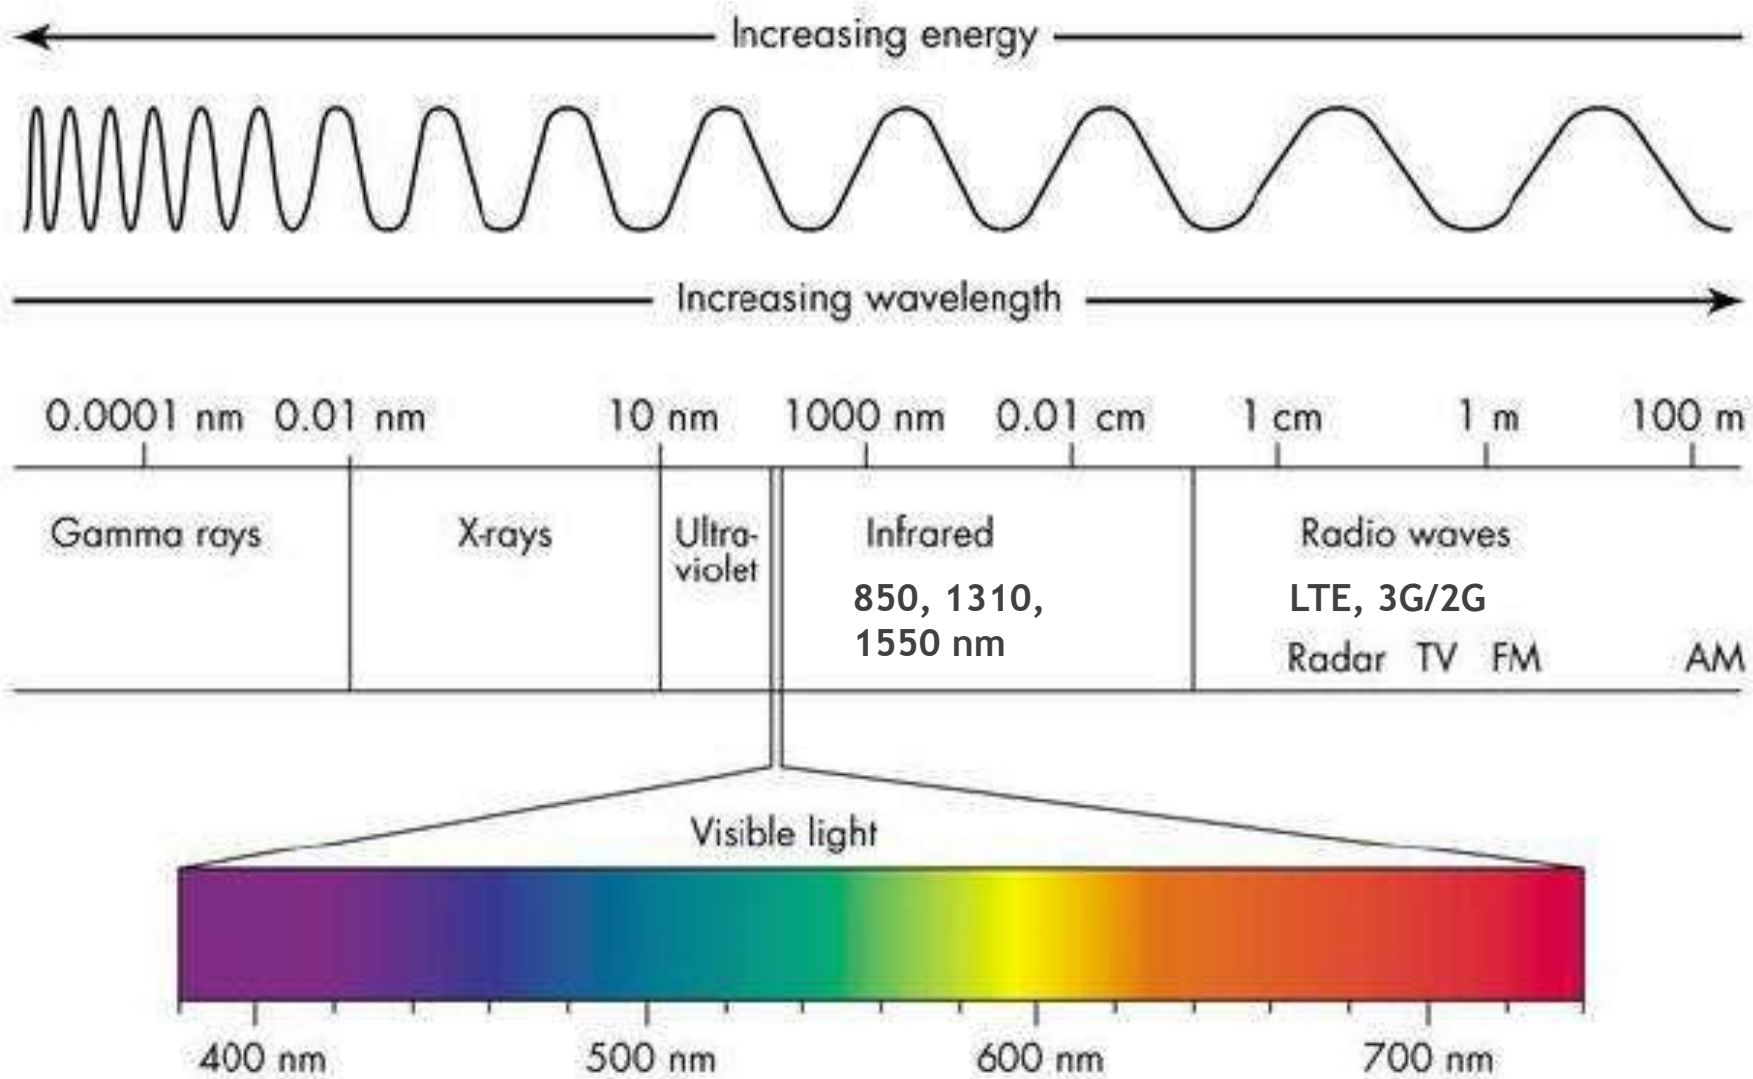 Increasing energy
Increasing wavelength
0.0001 nm 0.01 nm 10 nm 1000 nm 0.01 cm 1 cm 1 m 100 m
Gamma rays X-rays Ultra- Infrared Radio waves
violet
850, 1310, LTE, 3G/2G
1550 nm
Radar TV FM AM
Visible light
400 nm 500 nm 600 nm 700 nm